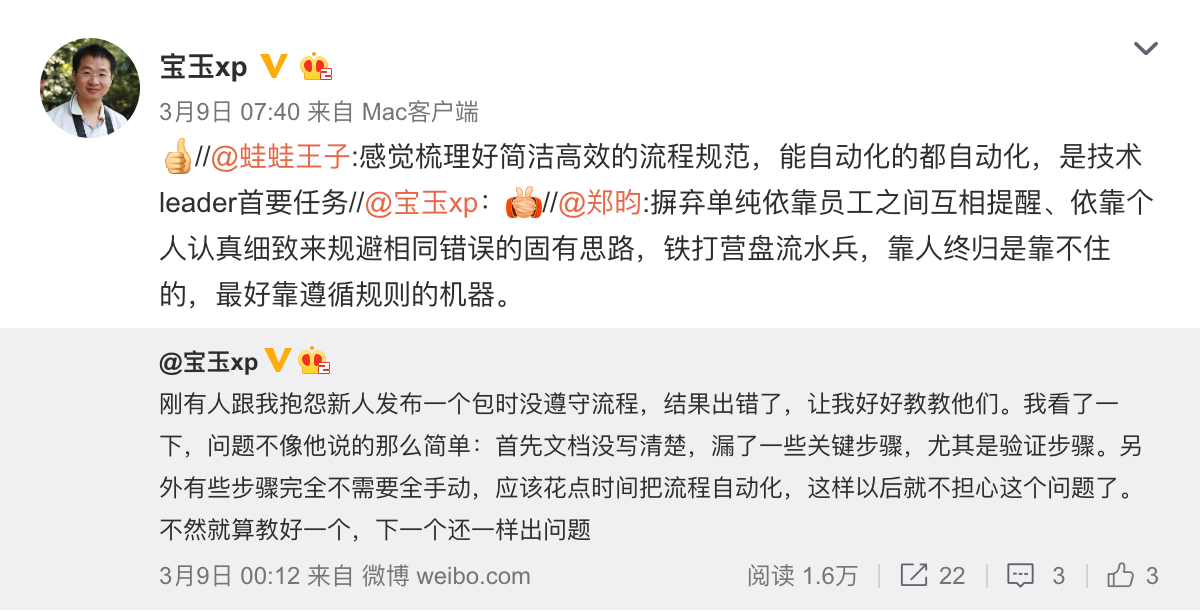 宝玉xp
3月9日 07:40 来自 Mac客户端
//@蛙蛙王子:感觉梳理好简洁高效的流程规范，能自动化的都自动化，是技术
leader首要任务//@宝玉xp：//@郑昀:摒弃单纯依靠员工之间互相提醒、依靠个
人认真细致来规避相同错误的固有思路，铁打营盘流水兵，靠人终归是靠不住
的，最好靠遵循规则的机器。
@宝玉xp
刚有人跟我抱怨新人发布一个包时没遵守流程，结果出错了，让我好好教教他们。我看了一
下，问题不像他说的那么简单：首先文档没写清楚，漏了一些关键步骤，尤其是验证步骤。另
外有些步骤完全不需要全手动，应该花点时间把流程自动化，这样以后就不担心这个问题了。
不然就算教好一个，下一个还一样出问题
3月9日 00:12 来自 微博 weibo.com 阅读 1.6万 22 3 3